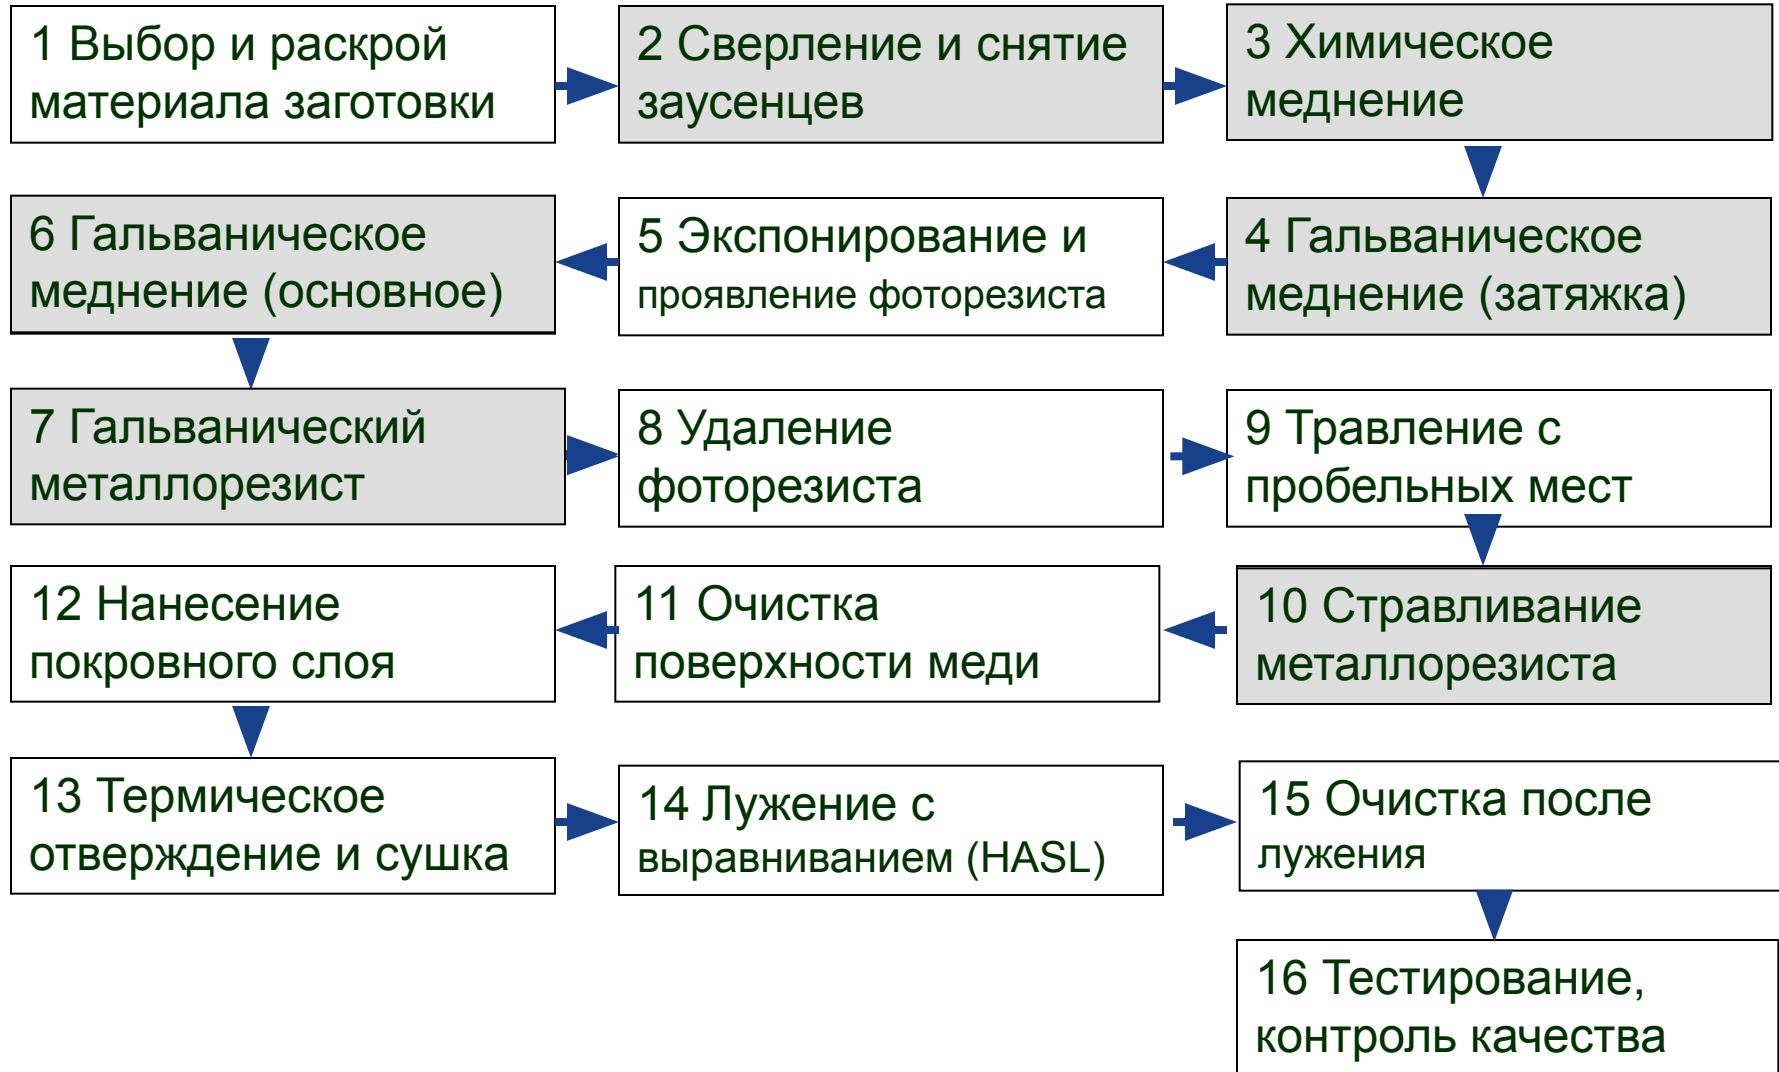 1 Выбор и раскрой
материала заготовки
2 Сверление и снятие
заусенцев
3 Химическое
меднение
4 Гальваническое
меднение (затяжка)
5 Экспонирование и
проявление фоторезиста
6 Гальваническое
меднение (основное)
7 Гальванический
металлорезист
8 Удаление
фоторезиста
9 Травление с
пробельных мест
10 Стравливание
металлорезиста
11 Очистка
поверхности меди
12 Нанесение
покровного слоя
13 Термическое
отверждение и сушка
14 Лужение с
выравниванием (HASL)
15 Очистка после
лужения
16 Тестирование,
контроль качества